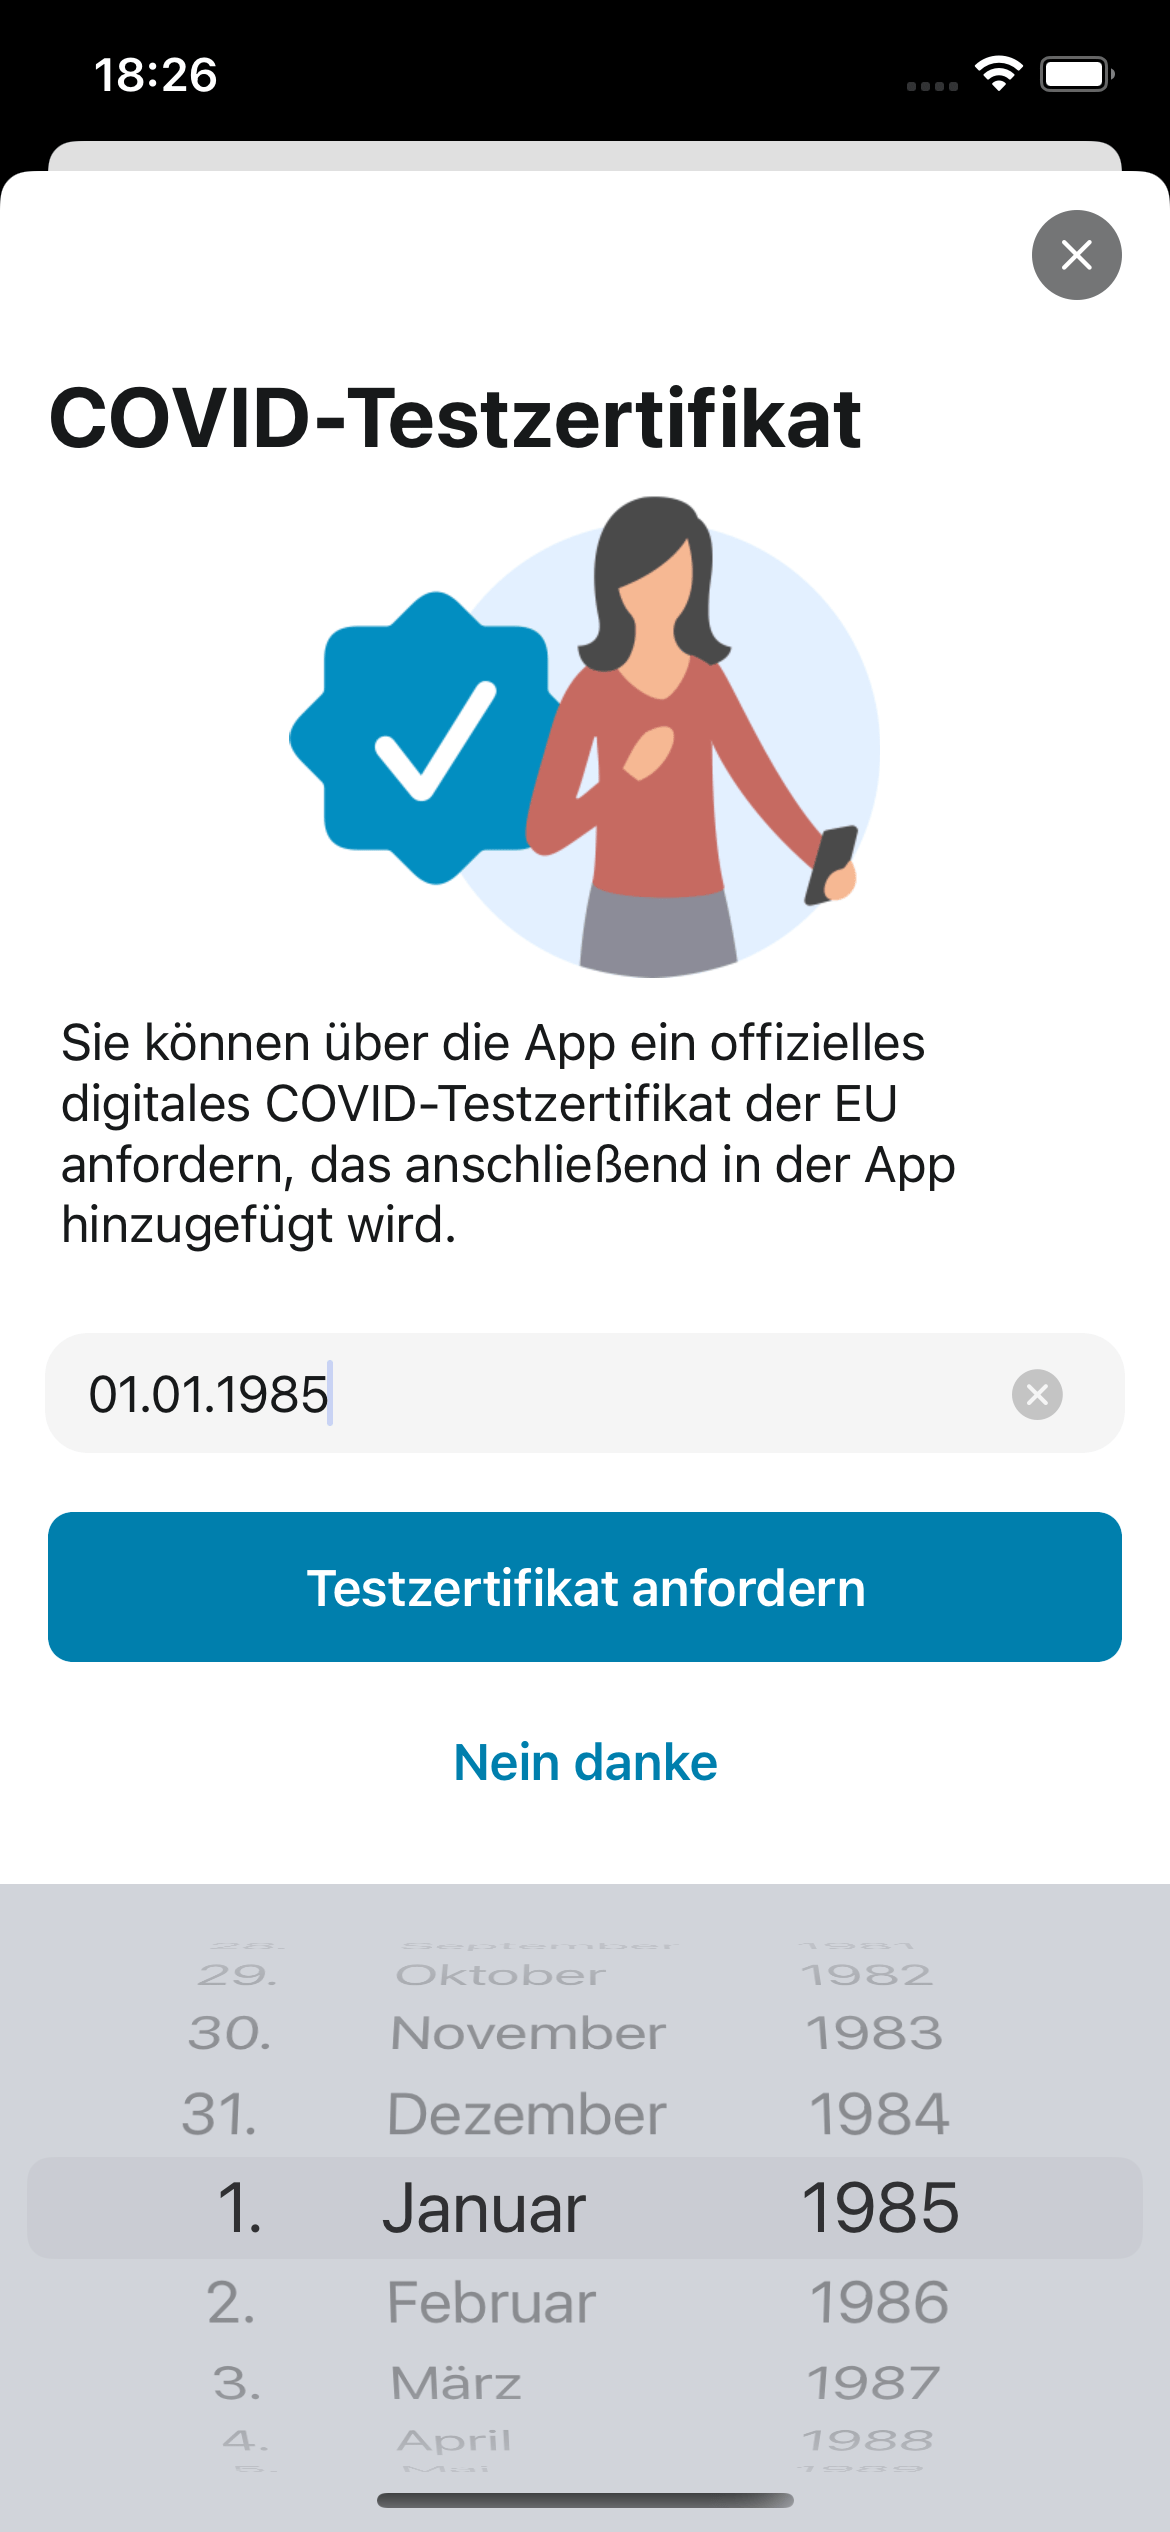 18:26
COVID-Testzertifikat
Sie können über die App ein offizielles
digitales COVID-Testzertifikat der EU
anfordern, das anschließend in der App
hinzugefügt wird.
01.01.1985
Testzertifikat anfordern
Nein danke
28. September 1981
29. Oktober 1982
30. November 1983
31. Dezember 1984
1. Januar 1985
2. Februar 1986
3. März 1987
4. April 1988
5. Mai 1989